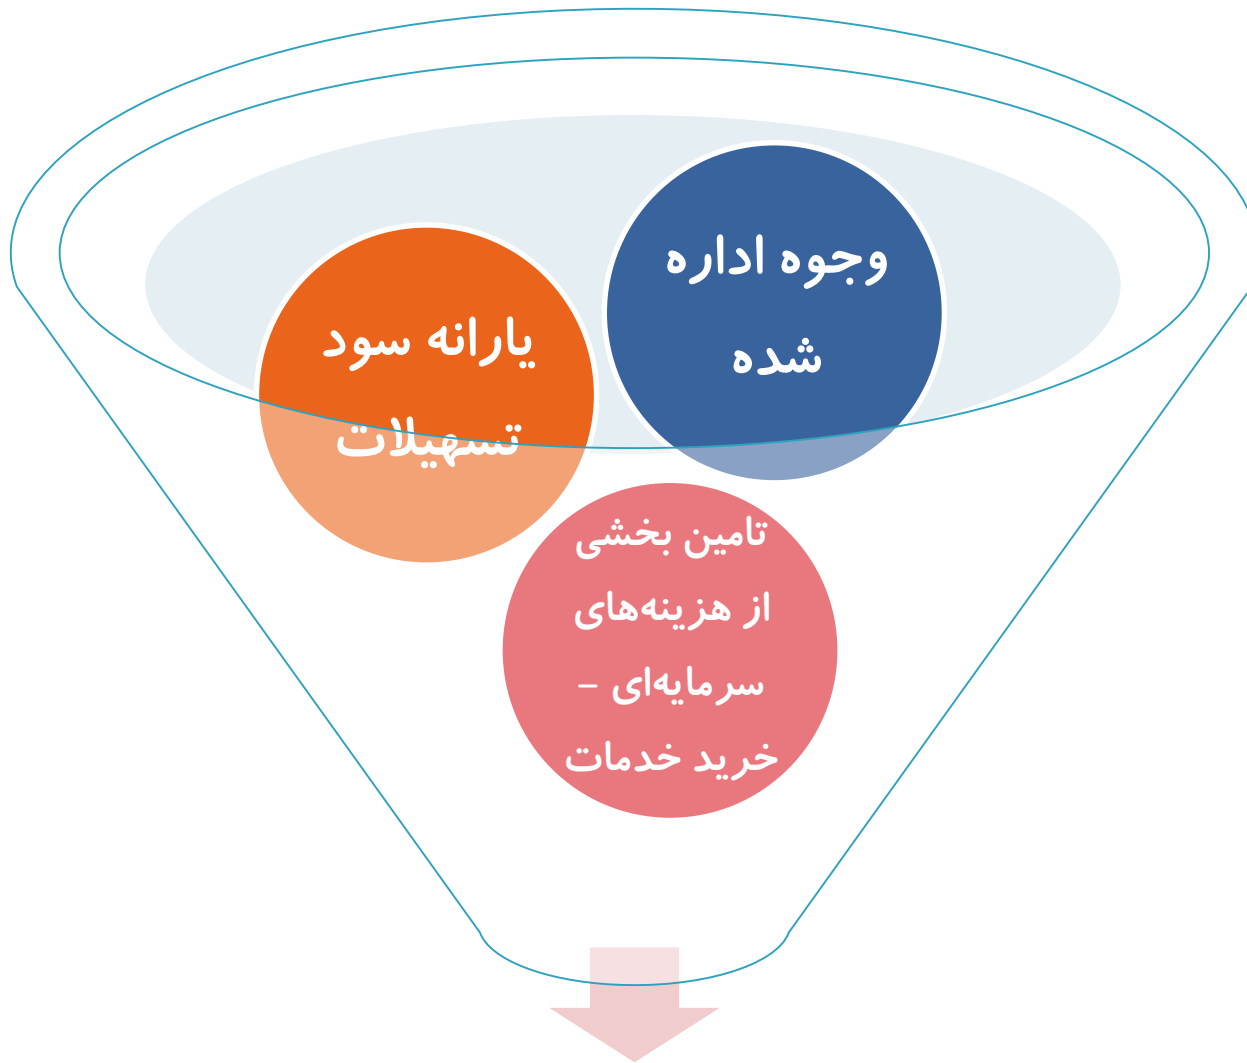 وجوه اداره
شده
یارانه سود
تسهیلات
تامین بخشی
از هزینه‌های
سرمایه‌ای –
خرید خدمات